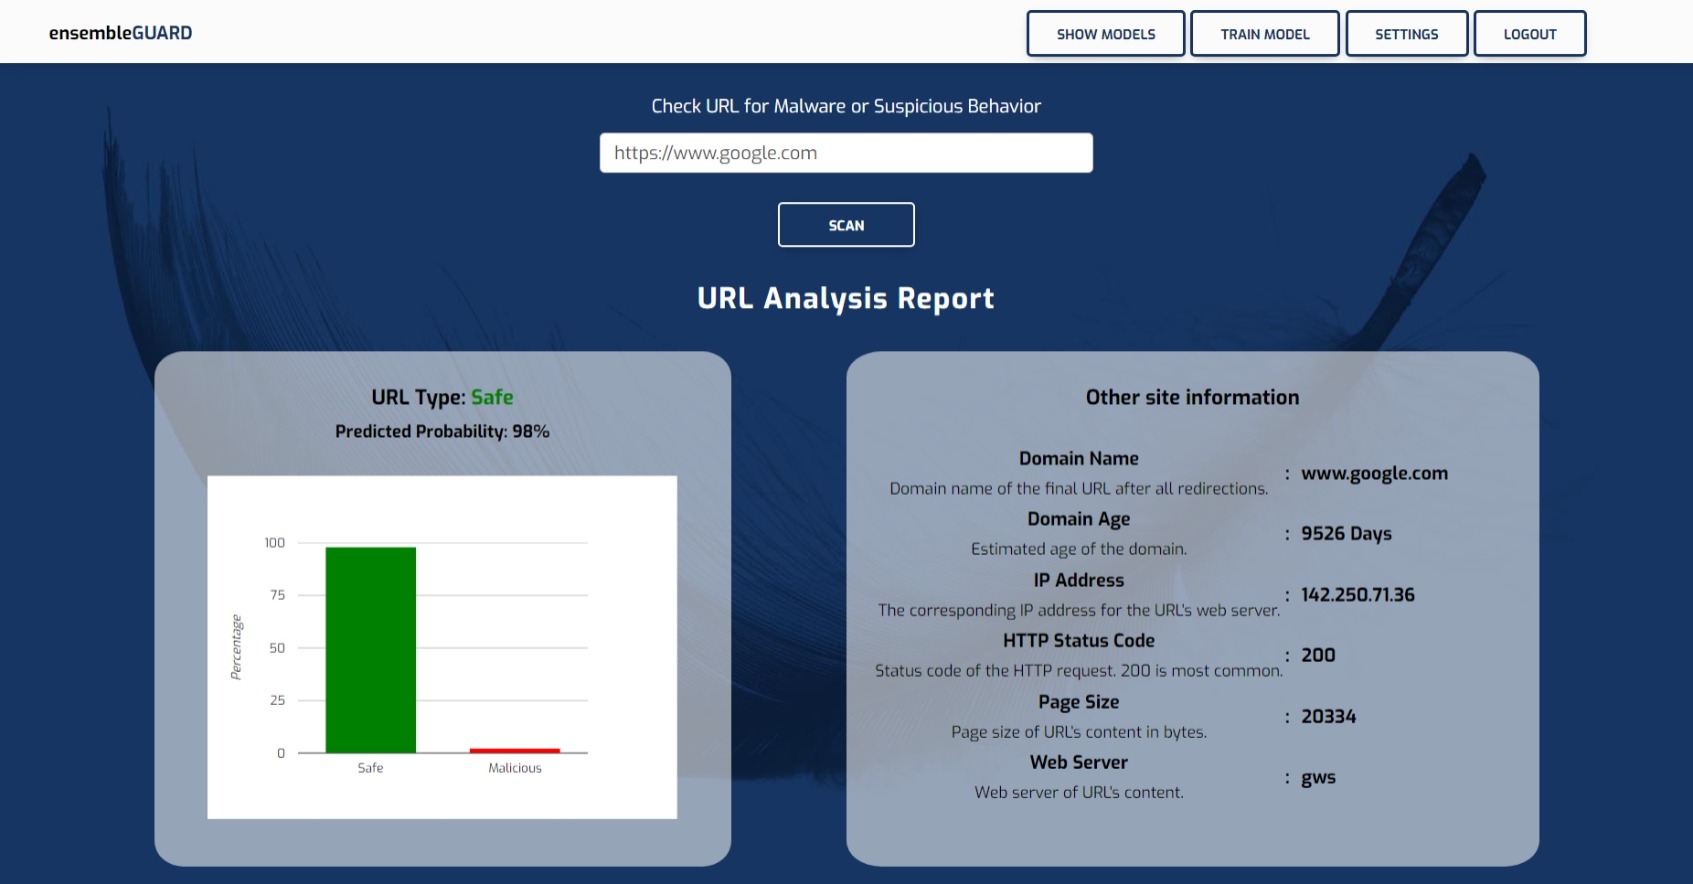 ensembleGUARD
SHOW MODELS
TRAIN MODEL
SETTINGS
LOGOUT
Check URL for Malware or Suspicious Behavior
https://www.google.com
SCAN
URL Analysis Report
URL Type: Safe
Predicted Probability: 98%
100
75
50
25
0
Percentage
Safe
Malicious
Other site information
Domain Name
Domain name of the final URL after all redirections.
: www.google.com
Domain Age
Estimated age of the domain.
: 9526 Days
IP Address
The corresponding IP address for the URL's web server.
: 142.250.71.36
HTTP Status Code
Status code of the HTTP request. 200 is most common.
: 200
Page Size
Page size of URL's content in bytes.
: 20334
Web Server
Web server of URL's content.
: gws